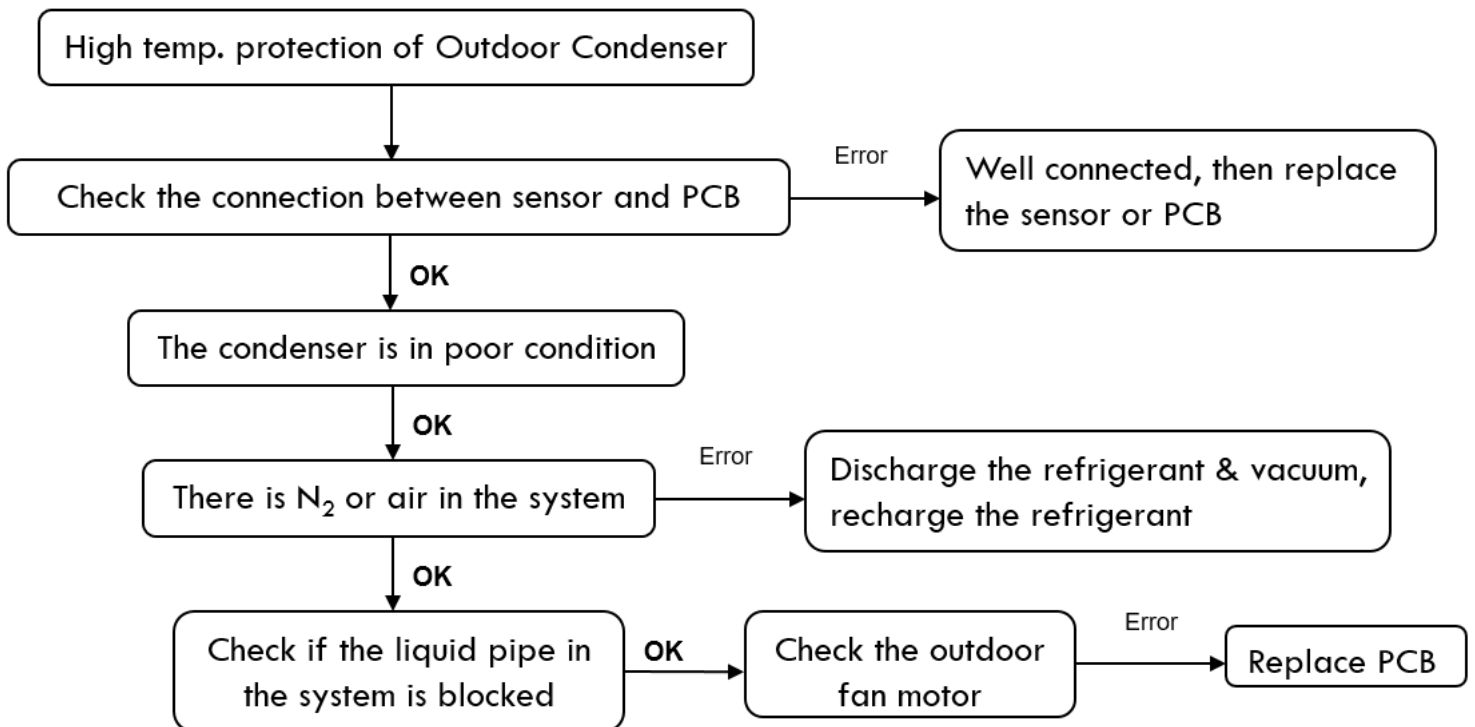 High temp. protection of Outdoor Condenser
Error
Check the connection between sensor and PCB
Well connected, then replace
the sensor or PCB
OK
The condenser is in poor condition
OK
Error
There is N₂ or air in the system
Discharge the refrigerant & vacuum,
recharge the refrigerant
OK
Check if the liquid pipe in
the system is blocked
OK
Check the outdoor
fan motor
Error
Replace PCB